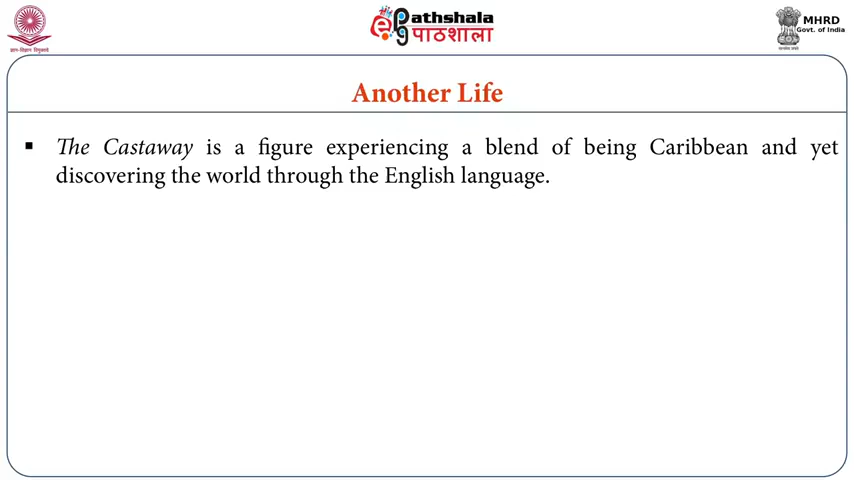 ePathshala
पाठशाला
MHRD
Govt. of India
Another Life
▪ The Castaway is a figure experiencing a blend of being Caribbean and yet
discovering the world through the English language.